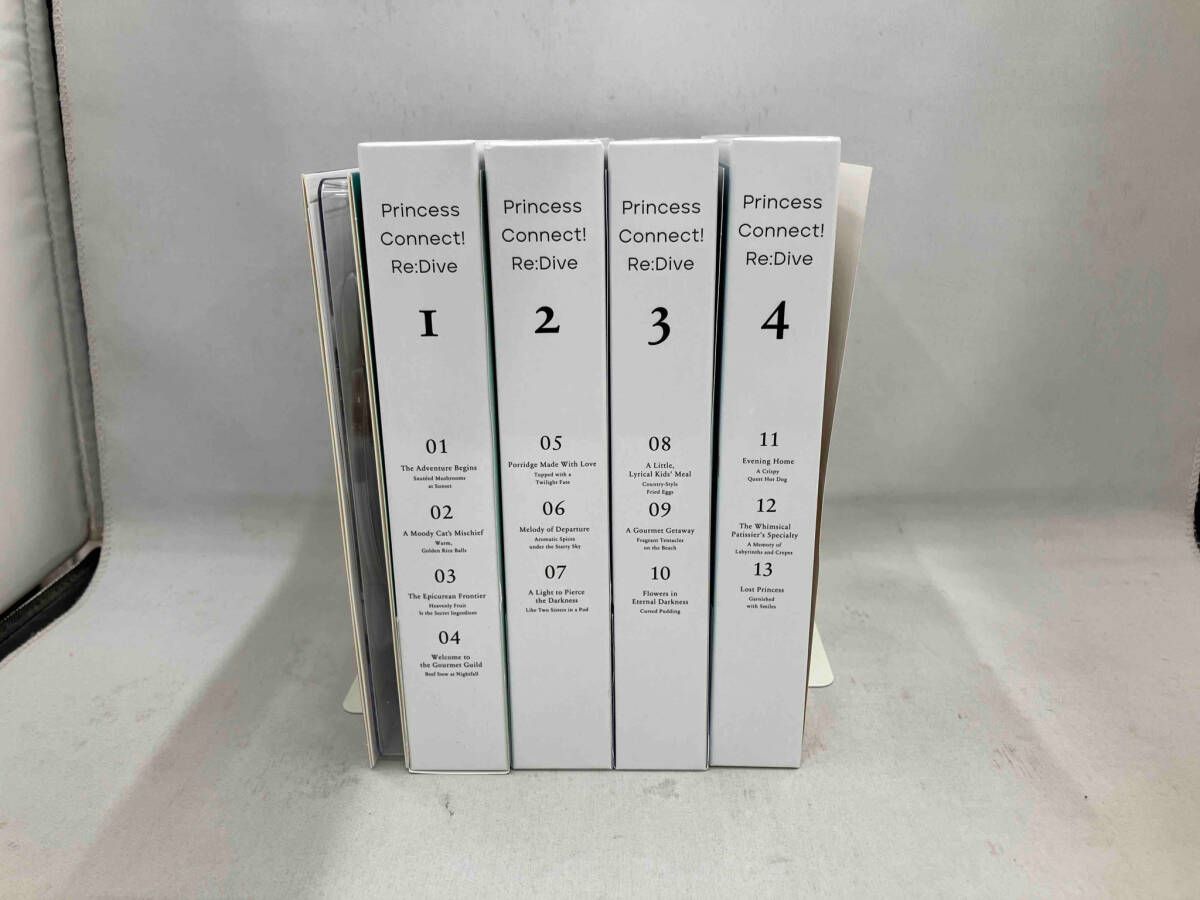 Princess
Connect!
Re:Dive
1
01
The Adventure Begins
Sautéed Mushrooms
at Sunset
02
A Moody Cat's Mischief
Warm,
Golden Rice Balls
03
The Epicurean Frontier
Heavenly Fruit
Is the Secret Ingredient
04
Welcome to
the Gourmet Guild
Beef Stew at Nightfall
Princess
Connect!
Re:Dive
2
05
Porridge Made With Love
Topped with a
Twilight Fate
06
Melody of Departure
Aromatic Spices
under the Starry Sky
07
A Light to Pierce
the Darkness
Like Two Sisters in a Pod
Princess
Connect!
Re:Dive
3
08
A Little,
Lyrical Kids' Meal
Country-Style
Fried Eggs
09
A Gourmet Getaway
Fragrant Tentacles
on the Beach
10
Flowers in
Eternal Darkness
Cursed Pudding
Princess
Connect!
Re:Dive
4
11
Evening Home
A Crispy
Quest Hot Dog
12
The Whimsical
Patissier's Specialty
A Memory of
Labyrinths and Crepes
13
Lost Princess
Garnished
with Smiles